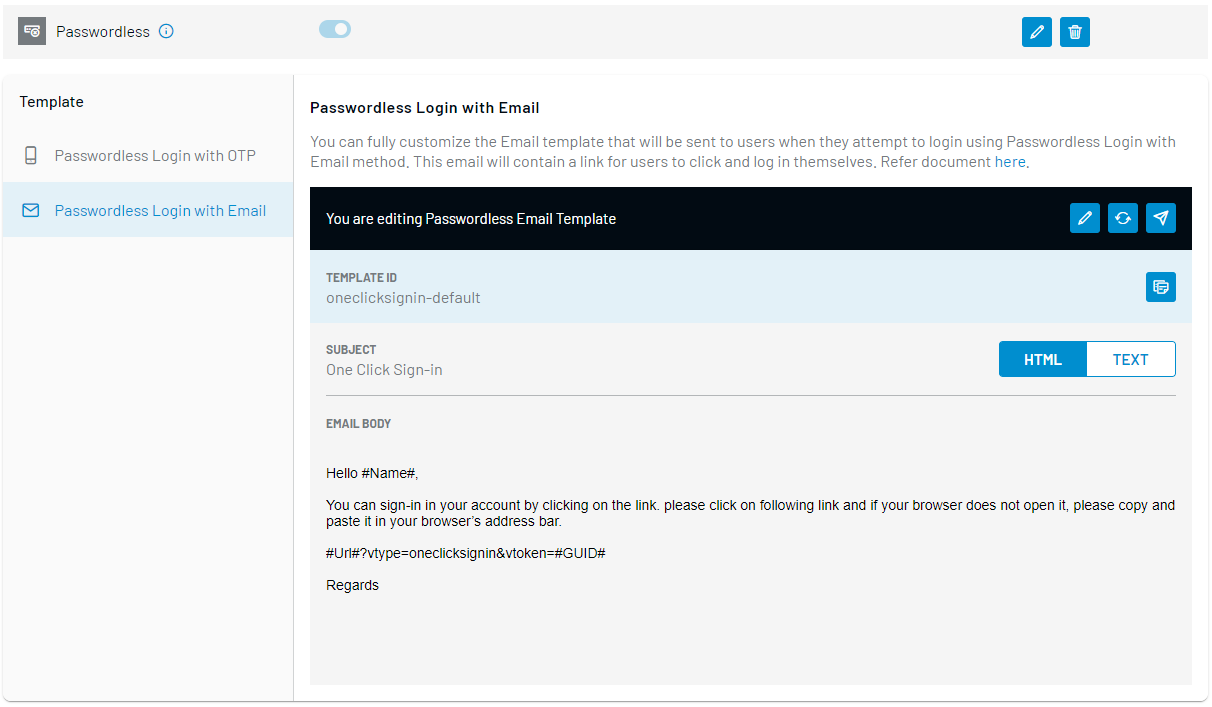 Passwordless
Template
Passwordless Login with OTP
Passwordless Login with Email
Passwordless Login with Email
You can fully customize the Email template that will be sent to users when they attempt to login using Passwordless Login with
Email method. This email will contain a link for users to click and log in themselves. Refer document here.
You are editing Passwordless Email Template
TEMPLATE ID
oneclicksignin-default
SUBJECT
One Click Sign-in
HTML
TEXT
EMAIL BODY
Hello #Name#,
You can sign-in in your account by clicking on the link. please click on following link and if your browser does not open it, please copy and
paste it in your browser's address bar.
#Url#?vtype=oneclicksignin&vtoken=#GUID#
Regards